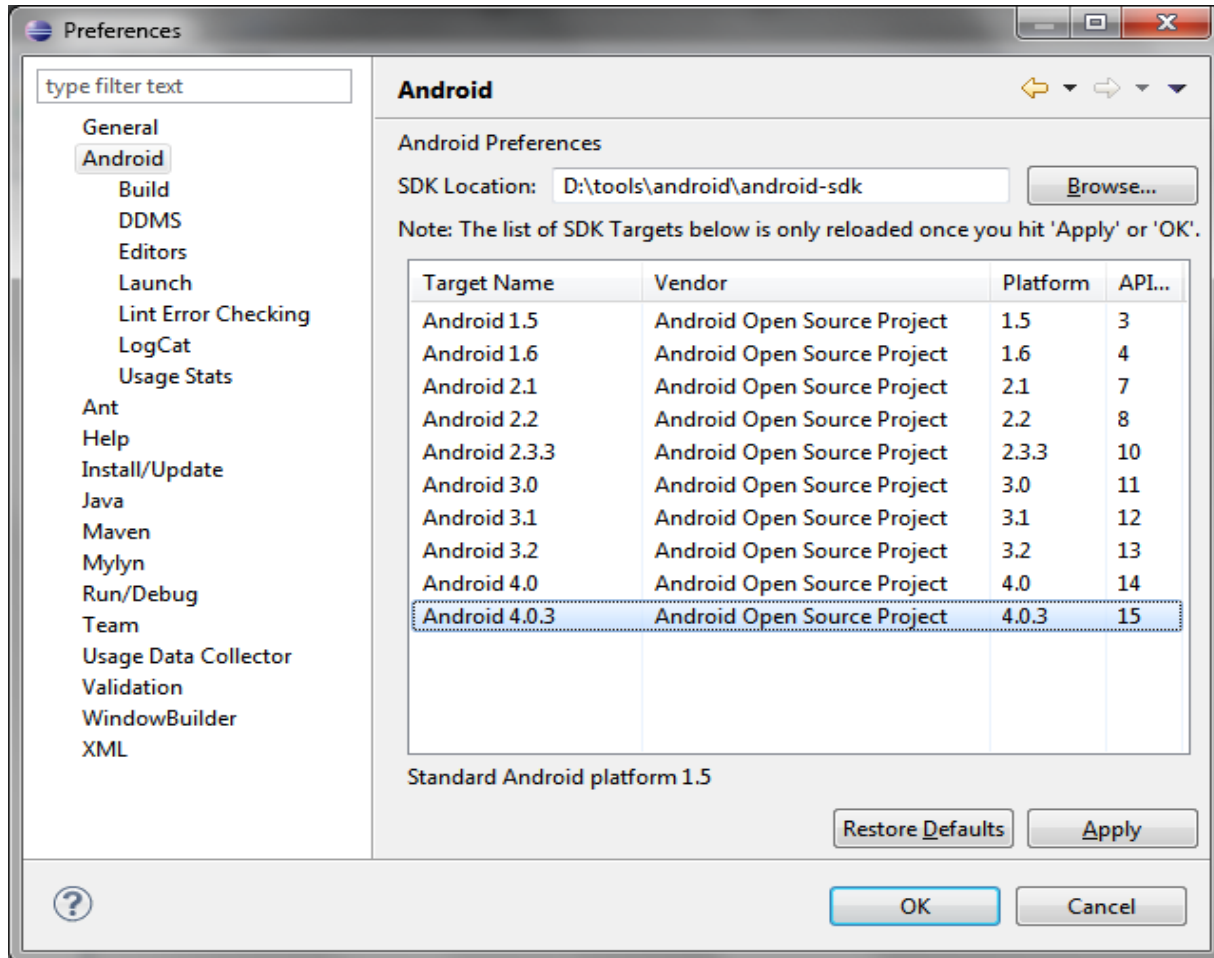 Preferences
type filter text
General
Android
Build
DDMS
Editors
Launch
Lint Error Checking
LogCat
Usage Stats
Ant
Help
Install/Update
Java
Maven
Mylyn
Run/Debug
Team
Usage Data Collector
Validation
WindowBuilder
XML
Android
Android Preferences
SDK Location: D:\tools\android\android-sdk Browse...
Note: The list of SDK Targets below is only reloaded once you hit 'Apply' or 'OK'.
Target Name Vendor Platform API...
Android 1.5 Android Open Source Project 1.5 3
Android 1.6 Android Open Source Project 1.6 4
Android 2.1 Android Open Source Project 2.1 7
Android 2.2 Android Open Source Project 2.2 8
Android 2.3.3 Android Open Source Project 2.3.3 10
Android 3.0 Android Open Source Project 3.0 11
Android 3.1 Android Open Source Project 3.1 12
Android 3.2 Android Open Source Project 3.2 13
Android 4.0 Android Open Source Project 4.0 14
Android 4.0.3 Android Open Source Project 4.0.3 15
Standard Android platform 1.5
Restore Defaults Apply
? OK Cancel